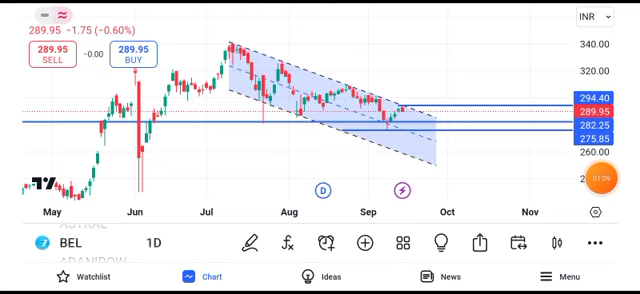 INR
289.95 −1.75 (−0.60%)
289.95
SELL
−0.00
289.95
BUY
340.00
320.00
294.40
289.95
282.25
275.85
260.00
01:09
D
May
Jun
Jul
Aug
Sep
Oct
Nov
BEL
1D
ADANIPOW
Watchlist
Chart
Ideas
News
Menu